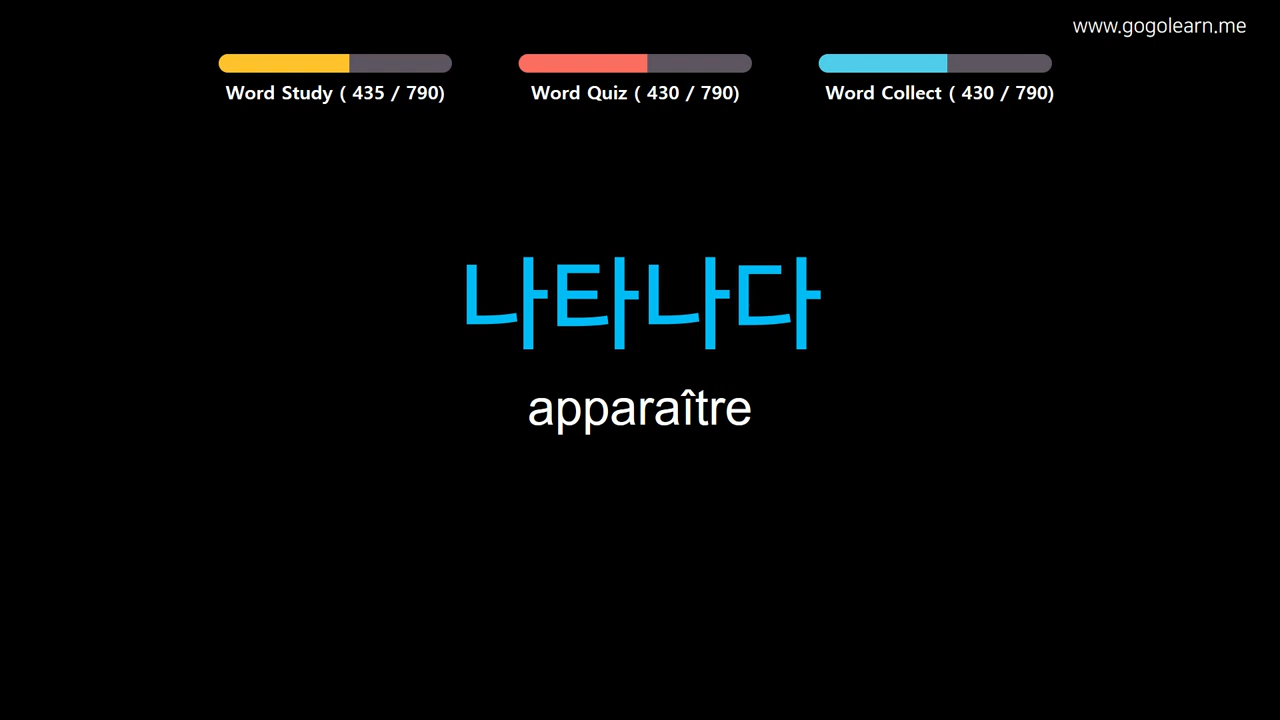 www.gogolearn.me
Word Study ( 435 / 790)
Word Quiz ( 430 / 790)
Word Collect ( 430 / 790)
나타나다
apparaître